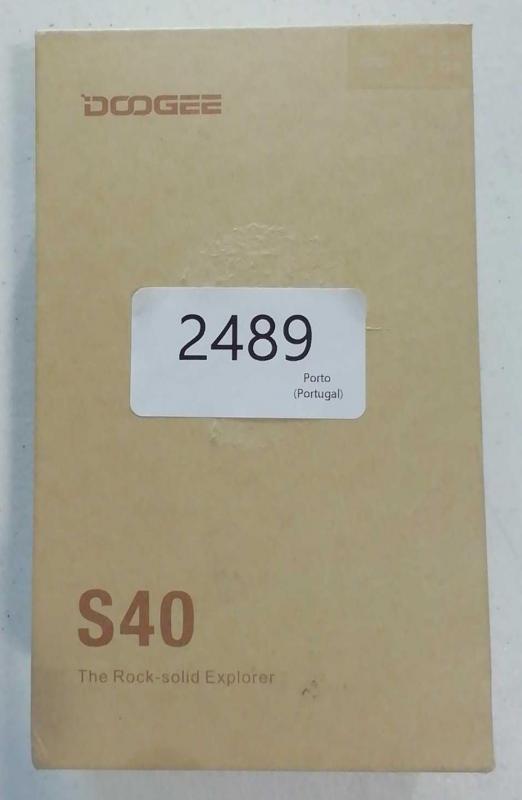 DOOGEE
2489
Porto
(Portugal)
S40
The Rock-solid Explorer